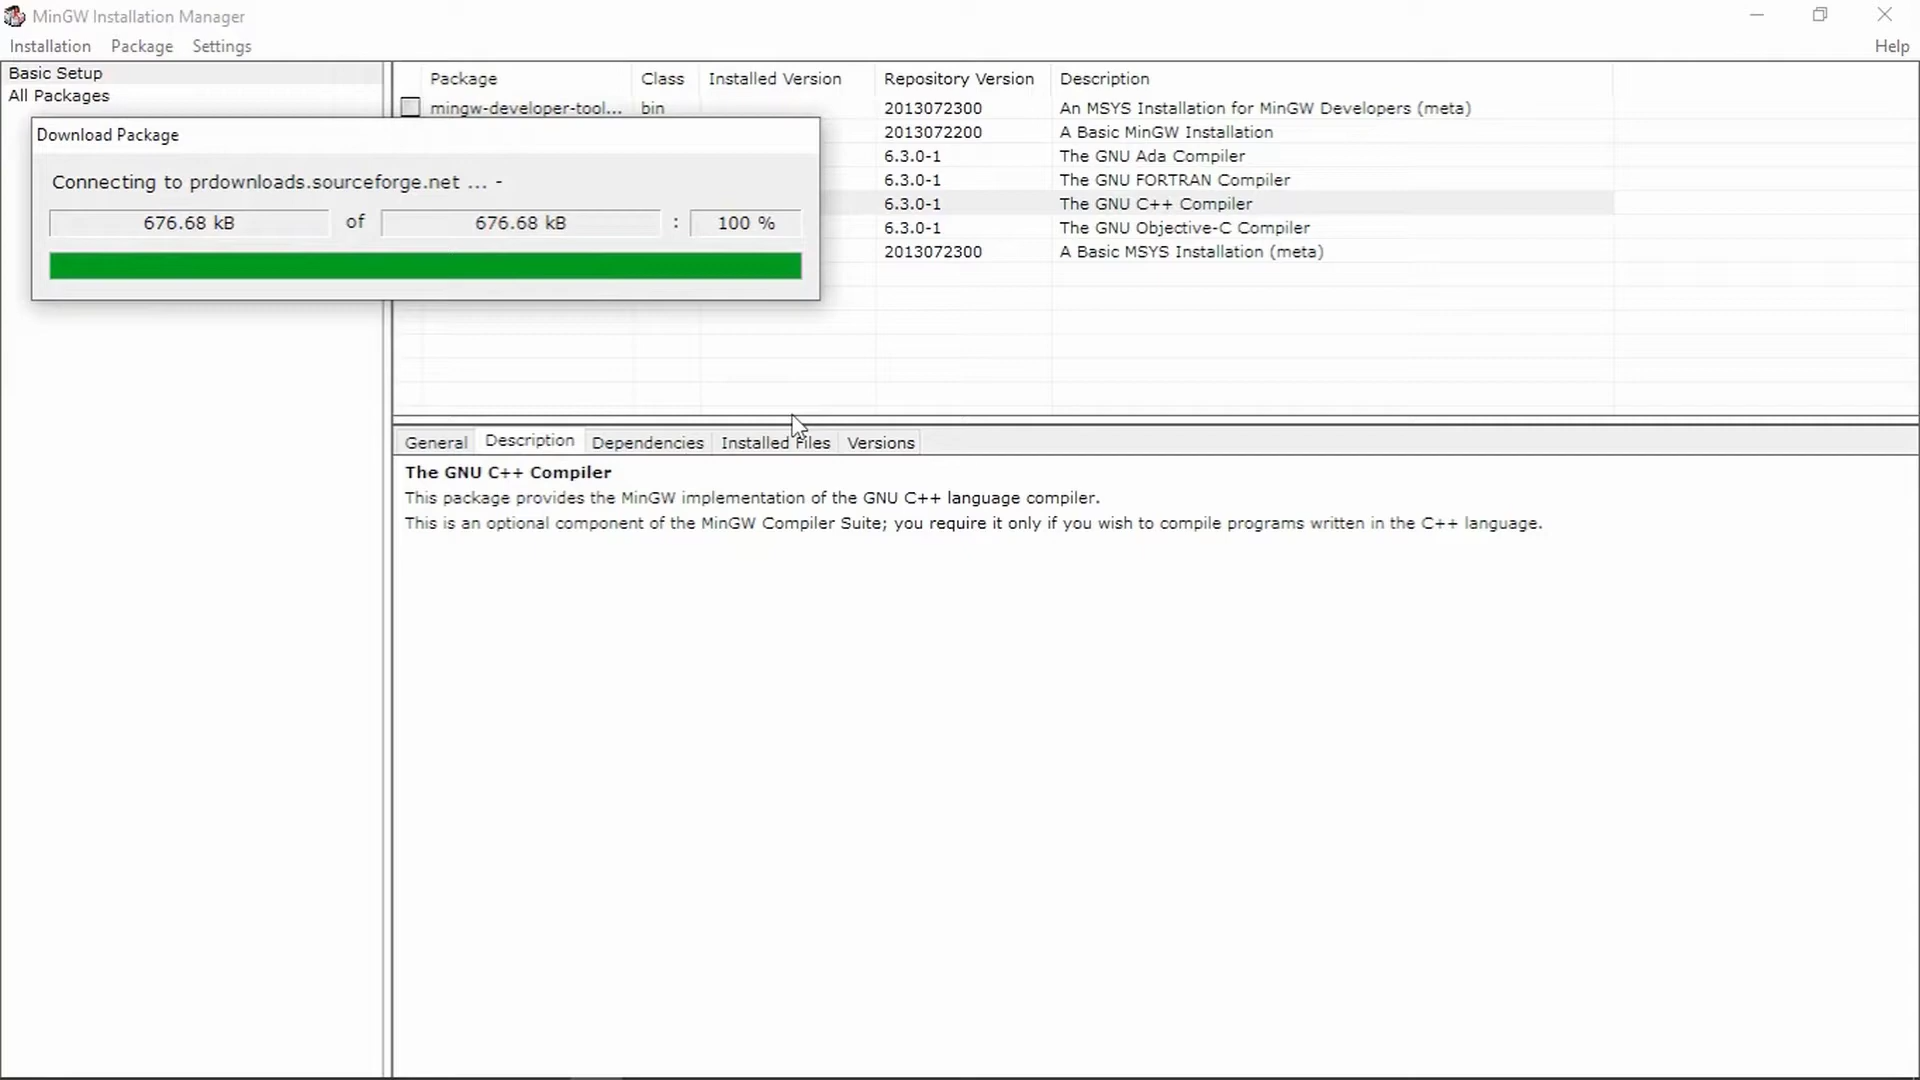 MinGW Installation Manager
Installation Package Settings Help
Basic Setup
All Packages
Package Class Installed Version Repository Version Description
mingw-developer-tool... bin 2013072300 An MSYS Installation for MinGW Developers (meta)
2013072200 A Basic MinGW Installation
6.3.0-1 The GNU Ada Compiler
6.3.0-1 The GNU FORTRAN Compiler
6.3.0-1 The GNU C++ Compiler
6.3.0-1 The GNU Objective-C Compiler
2013072300 A Basic MSYS Installation (meta)
Download Package
Connecting to prdownloads.sourceforge.net ... -
676.68 kB of 676.68 kB : 100 %
General Description Dependencies Installed Files Versions
The GNU C++ Compiler
This package provides the MinGW implementation of the GNU C++ language compiler.
This is an optional component of the MinGW Compiler Suite; you require it only if you wish to compile programs written in the C++ language.